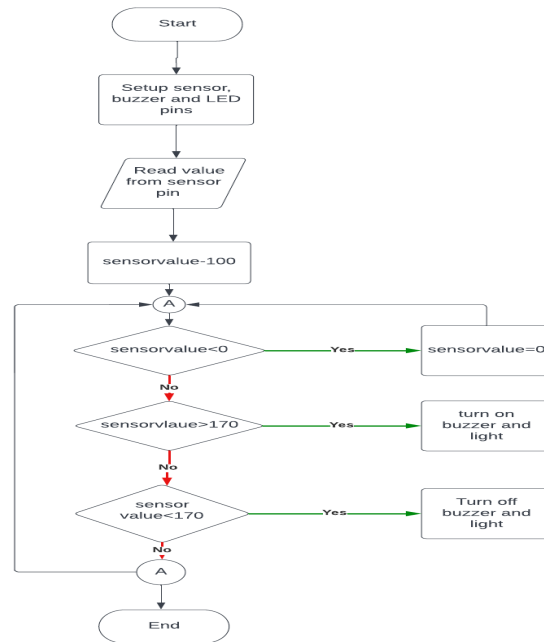 Start
Setup sensor,
buzzer and LED
pins
Read value
from sensor
pin
sensorvalue-100
A
sensorvalue<0
Yes
sensorvalue=0
No
sensorvlaue>170
Yes
turn on
buzzer and
light
No
sensor
value<170
Yes
Turn off
buzzer and
light
No
A
End